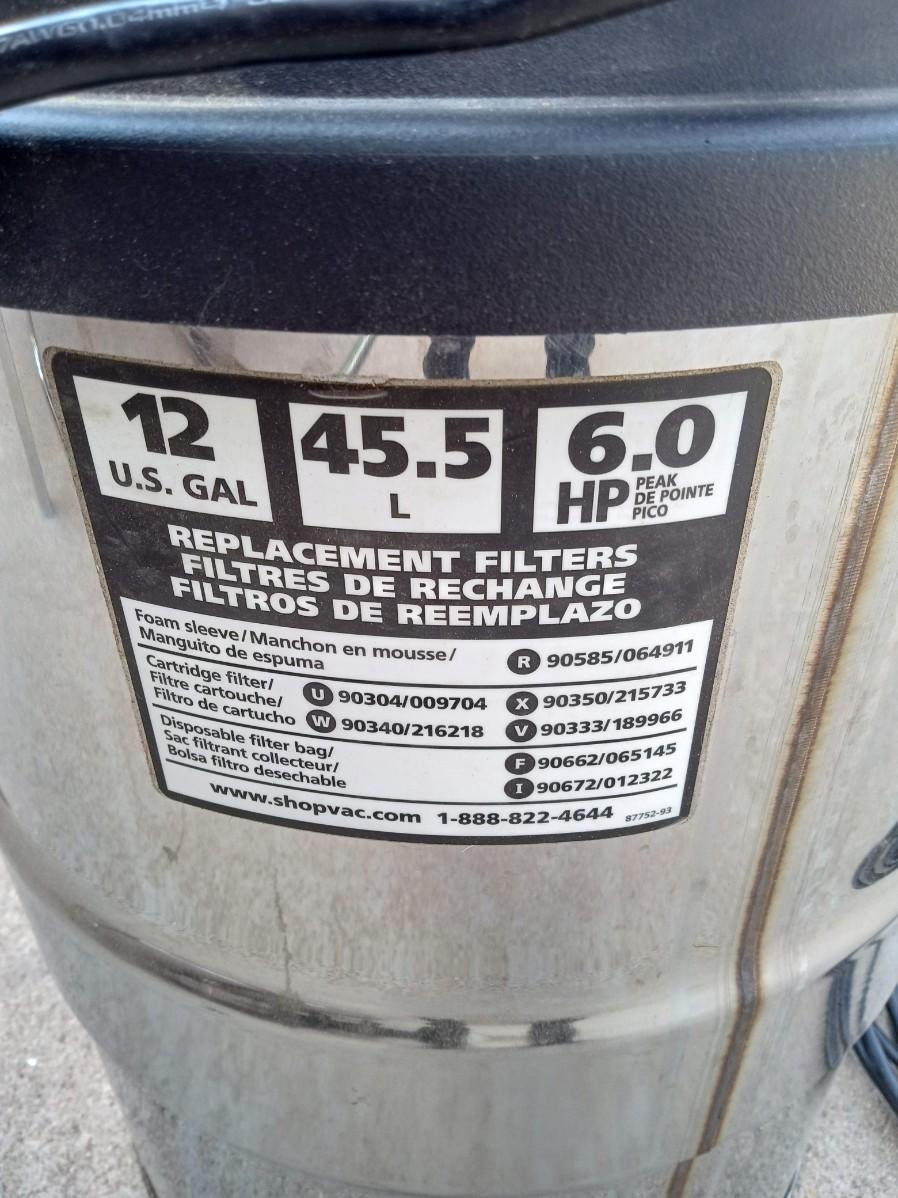 12
U.S. GAL
45.5
L
6.0
HP PEAK
DE POINTE
PICO
REPLACEMENT FILTERS
FILTRES DE RECHANGE
FILTROS DE REEMPLAZO
Foam sleeve/Manchon en mousse/
Manguito de espuma
R 90585/064911
Cartridge filter/
Filtre cartouche/
Filtro de cartucho
U 90304/009704
X 90350/215733
W 90340/216218
V 90333/189966
Disposable filter bag/
Sac filtrant collecteur/
Bolsa filtro desechable
F 90662/065145
I 90672/012322
www.shopvac.com 1-888-822-4644 87752-93